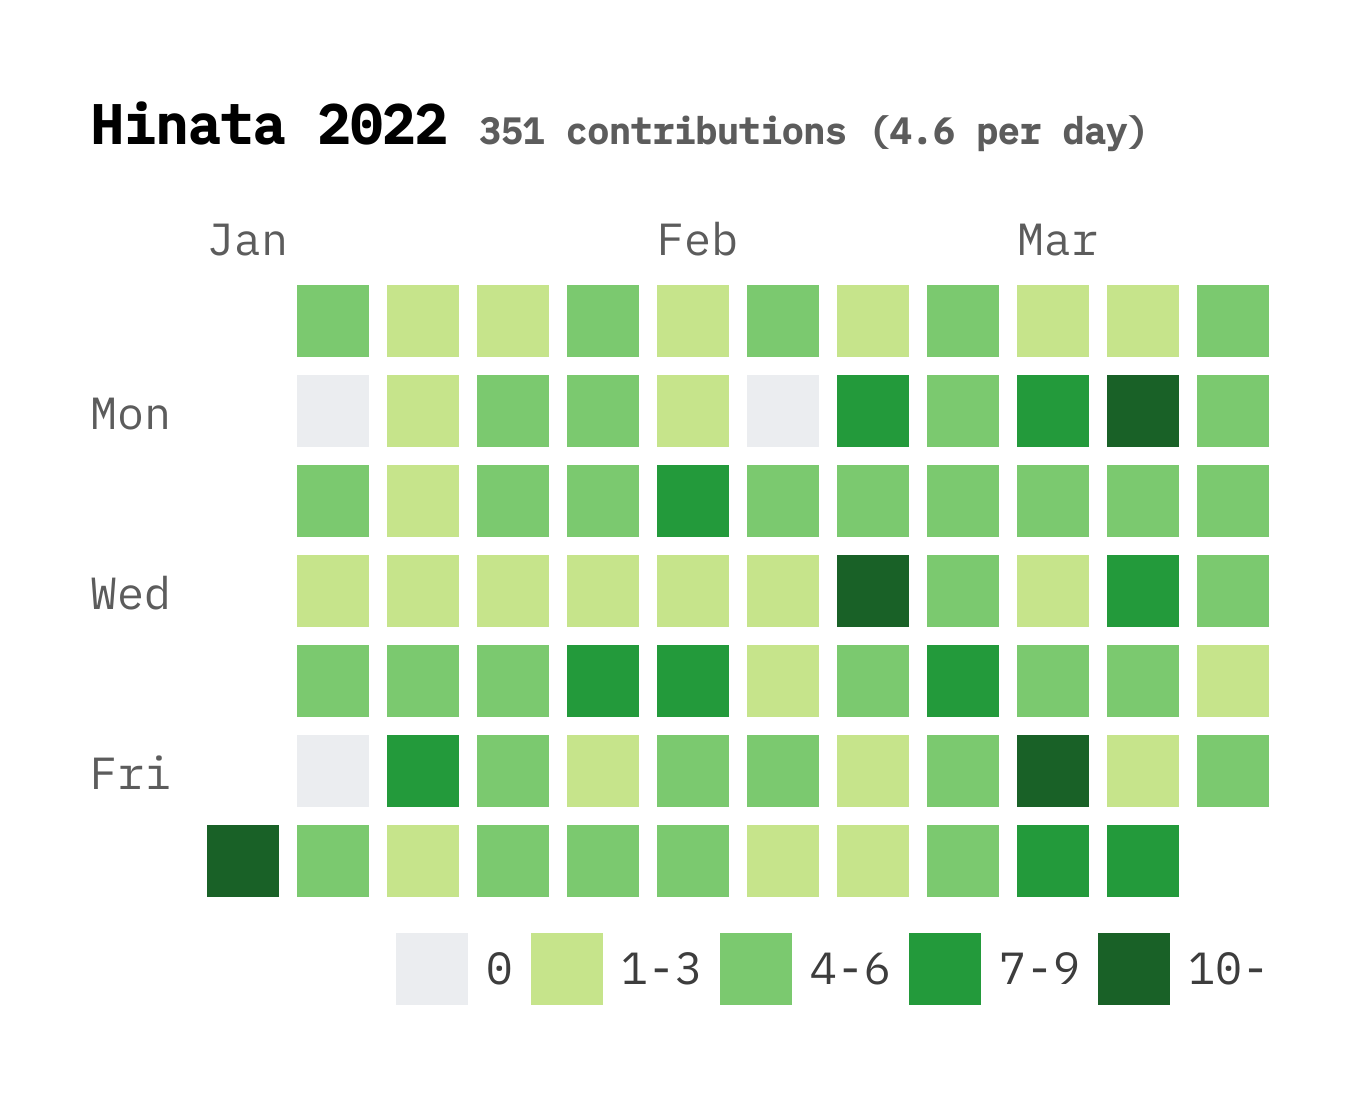 Hinata 2022 351 contributions (4.6 per day)
Jan Feb Mar
Mon
Wed
Fri
0 1-3 4-6 7-9 10-